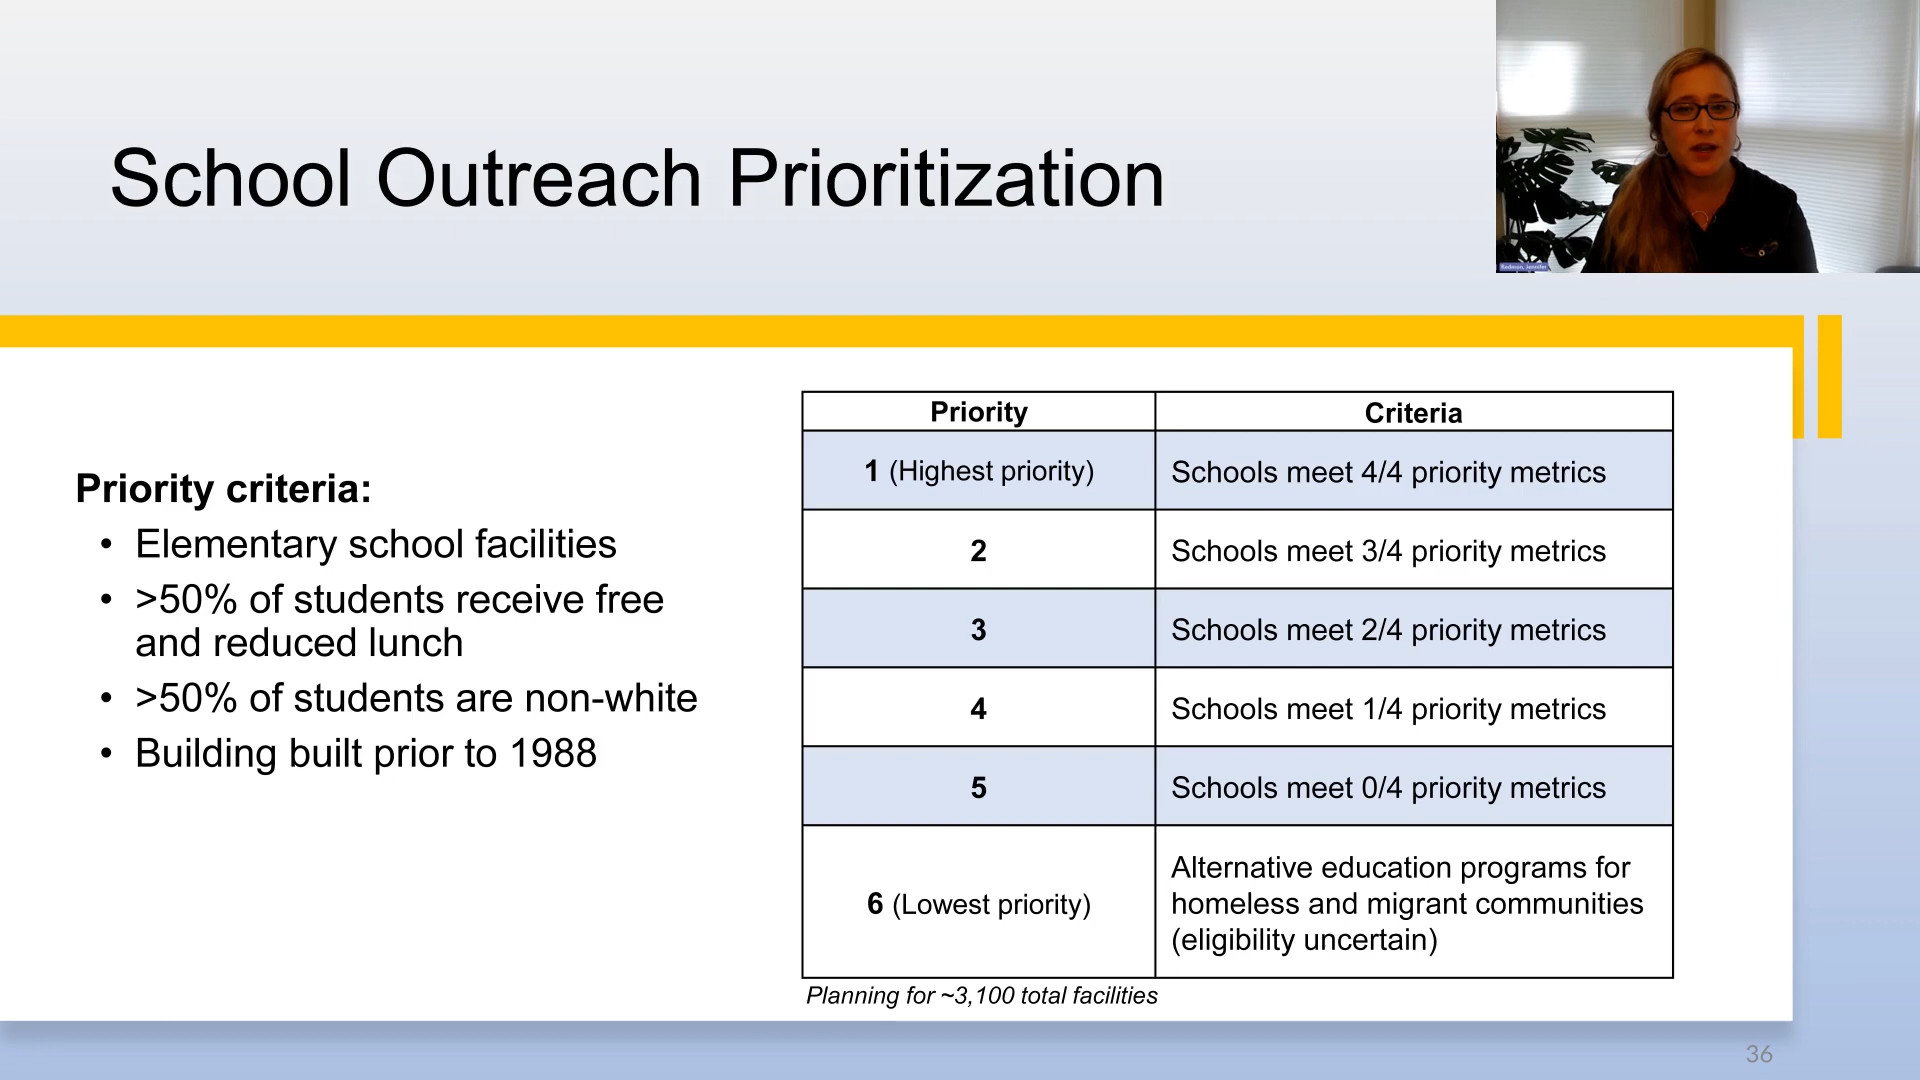 School Outreach Prioritization
Redmon, Jennifer
Priority criteria:
• Elementary school facilities
• >50% of students receive free
and reduced lunch
• >50% of students are non-white
• Building built prior to 1988
Priority Criteria
1 (Highest priority) Schools meet 4/4 priority metrics
2 Schools meet 3/4 priority metrics
3 Schools meet 2/4 priority metrics
4 Schools meet 1/4 priority metrics
5 Schools meet 0/4 priority metrics
6 (Lowest priority) Alternative education programs for
homeless and migrant communities
(eligibility uncertain)
Planning for ~3,100 total facilities
36